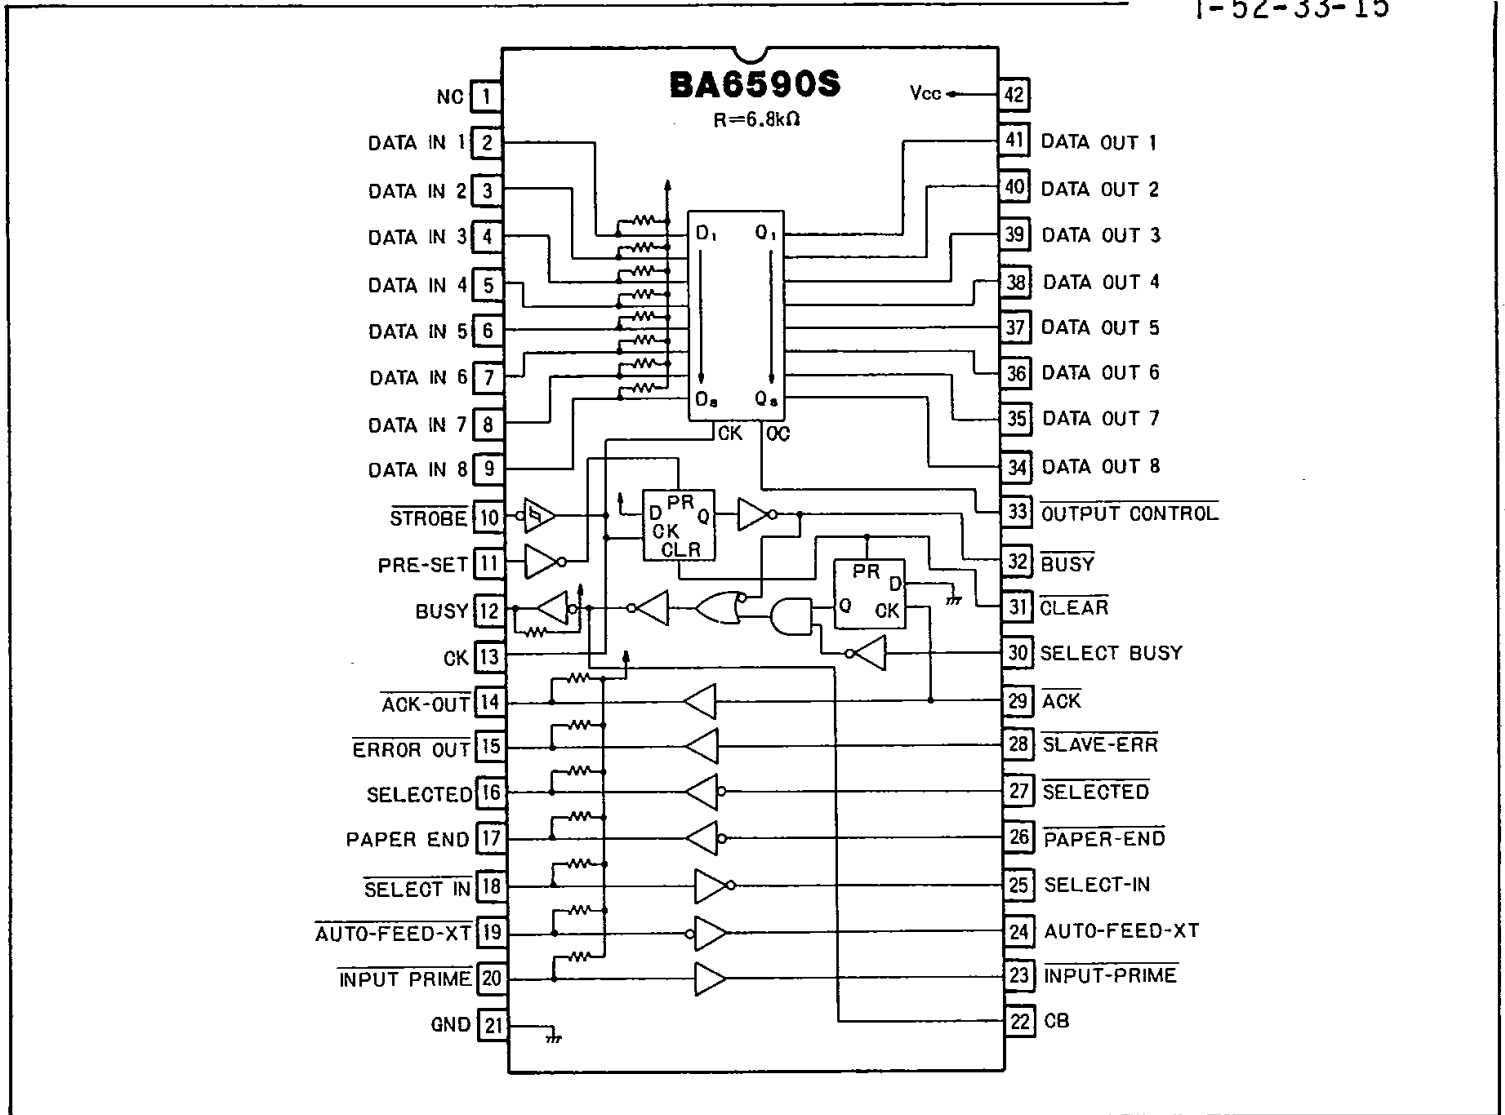 T-52-33-15
BA6590S
R=6.8kΩ
NC 1
DATA IN 1 2
DATA IN 2 3
DATA IN 3 4
DATA IN 4 5
DATA IN 5 6
DATA IN 6 7
DATA IN 7 8
DATA IN 8 9
STROBE 10
PRE-SET 11
BUSY 12
CK 13
ACK-OUT 14
ERROR OUT 15
SELECTED 16
PAPER END 17
SELECT IN 18
AUTO-FEED-XT 19
INPUT PRIME 20
GND 21
D1 Q1
D8 Q8
CK OC
PR
D Q
CK
CLR
PR D
Q CK
Vcc 42
41 DATA OUT 1
40 DATA OUT 2
39 DATA OUT 3
38 DATA OUT 4
37 DATA OUT 5
36 DATA OUT 6
35 DATA OUT 7
34 DATA OUT 8
33 OUTPUT CONTROL
32 BUSY
31 CLEAR
30 SELECT BUSY
29 ACK
28 SLAVE-ERR
27 SELECTED
26 PAPER-END
25 SELECT-IN
24 AUTO-FEED-XT
23 INPUT-PRIME
22 CB